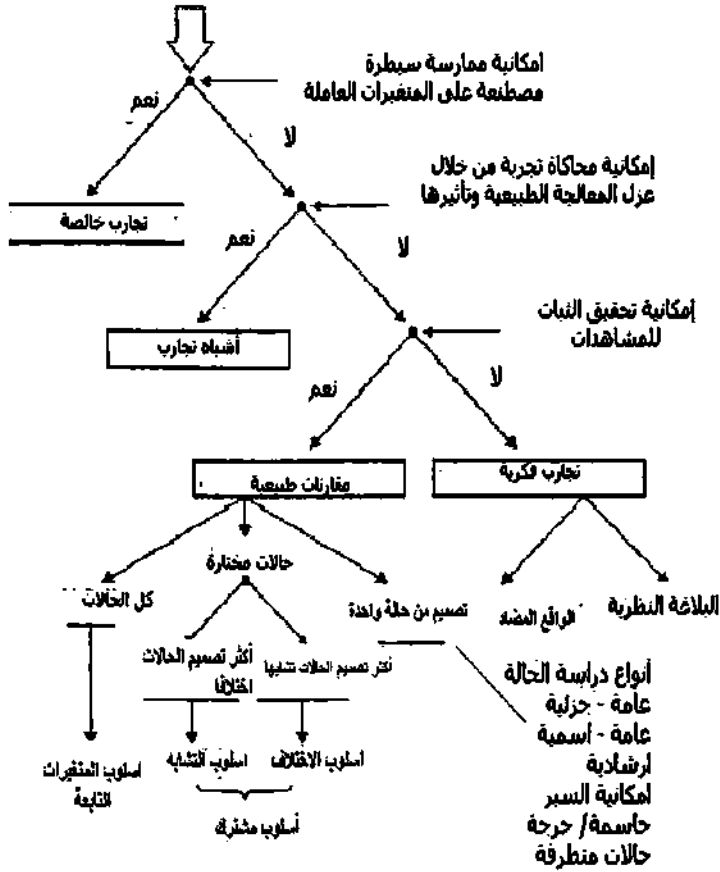 امكانية ممارسة سيطرة
مصطنعة على المتغيرات العاملة
نعم
لا
تجارب خالصة
إمكانية محاكاة تجربة من خلال
عزل المعالجة الطبيعية وتأثيرها
نعم
لا
أشباه تجارب
إمكانية تحقيق الثبات
للمشاهدات
نعم
لا
تجارب فكرية
مقارنات طبيعية
كل الحالات
حالات مختارة
تصميم من حالة واحدة
الواقع المضاد
البلاغة النظرية
أكثر تصميم الحالات
اختلافا
أكثر تصميم الحالات تشابها
أنواع دراسة الحالة
عامة - جزئية
عامة - اسمية
ارشادية
امكانية السبر
حاسمة/ حرجة
حالات متطرفة
اسلوب المتغيرات
التابعة
اسلوب التشابه
اسلوب الاختلاف
أسلوب مشترك